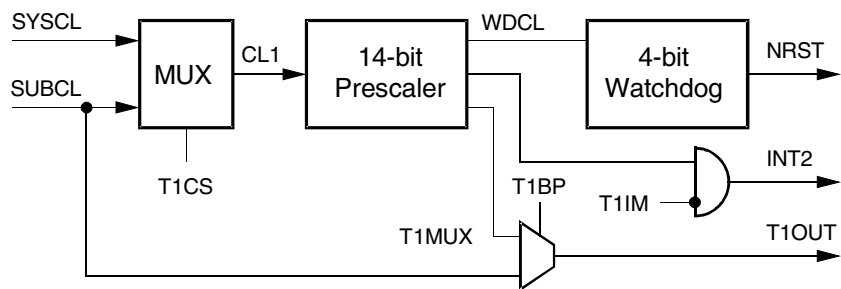 SYSCL
SUBCL
MUX
T1CS
CL1
14-bit
Prescaler
WDCL
4-bit
Watchdog
NRST
INT2
T1IM
T1BP
T1MUX
T1OUT